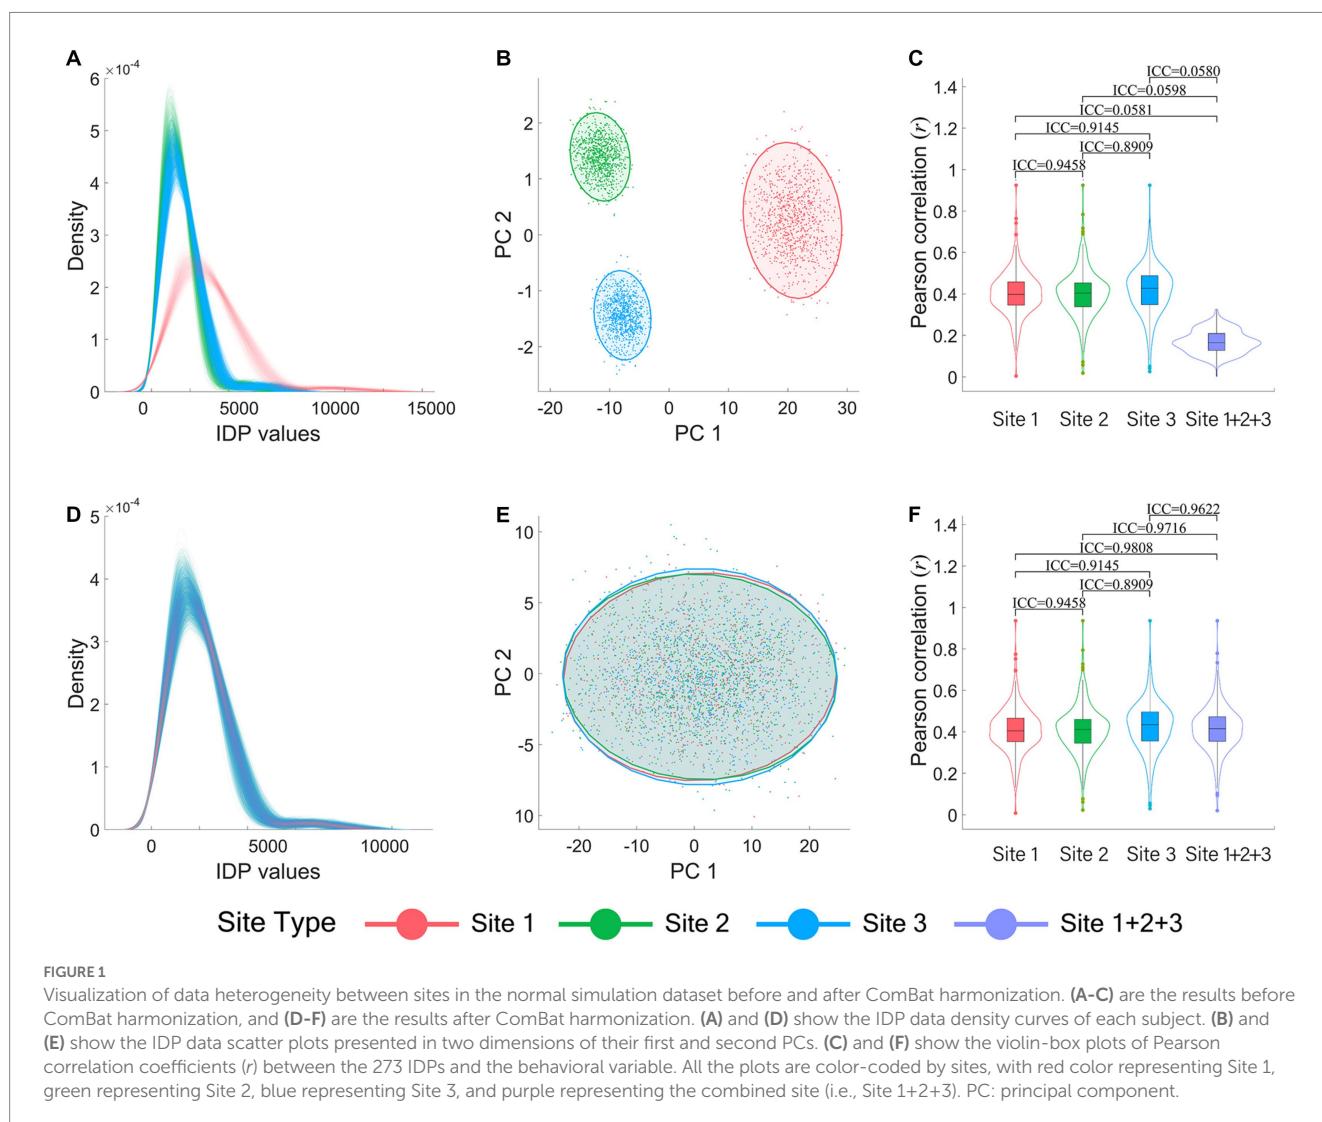 A
×10⁻⁴
6
5
4
3
2
1
0
Density
0 5000 10000 15000
IDP values
B
2
1
0
-1
-2
PC 2
-20 -10 0 10 20 30
PC 1
C
ICC=0.0580
ICC=0.0598
ICC=0.0581
ICC=0.9145
ICC=0.8909
ICC=0.9458
1.4
1.2
1
0.8
0.6
0.4
0.2
0
Pearson correlation (r)
Site 1 Site 2 Site 3 Site 1+2+3
D
×10⁻⁴
5
4
3
2
1
0
Density
0 5000 10000
IDP values
E
10
5
0
-5
10
PC 2
-20 -10 0 10 20
PC 1
F
ICC=0.9622
ICC=0.9716
ICC=0.9808
ICC=0.9145
ICC=0.8909
ICC=0.9458
1.4
1.2
1
0.8
0.6
0.4
0.2
0
Pearson correlation (r)
Site 1 Site 2 Site 3 Site 1+2+3
Site Type Site 1 Site 2 Site 3 Site 1+2+3
FIGURE 1
Visualization of data heterogeneity between sites in the normal simulation dataset before and after ComBat harmonization. (A-C) are the results before
ComBat harmonization, and (D-F) are the results after ComBat harmonization. (A) and (D) show the IDP data density curves of each subject. (B) and
(E) show the IDP data scatter plots presented in two dimensions of their first and second PCs. (C) and (F) show the violin-box plots of Pearson
correlation coefficients (r) between the 273 IDPs and the behavioral variable. All the plots are color-coded by sites, with red color representing Site 1,
green representing Site 2, blue representing Site 3, and purple representing the combined site (i.e., Site 1+2+3). PC: principal component.